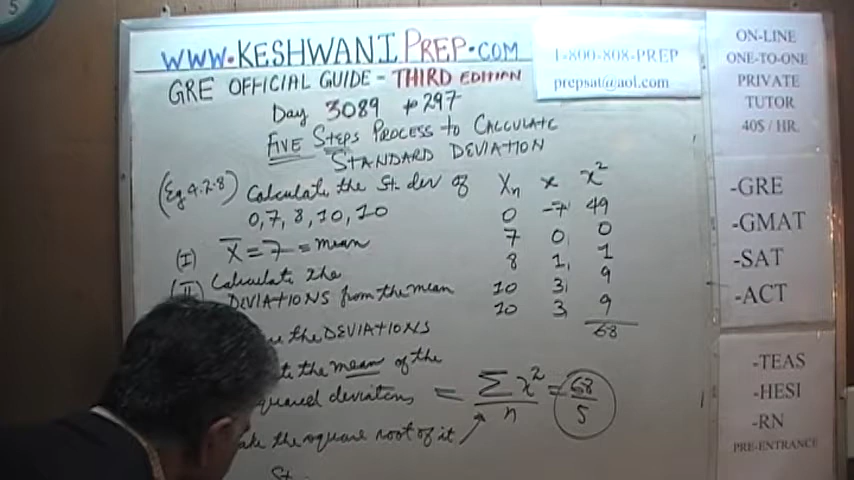 www.KESHWANIPREP.COM
1-800-808-PREP
prepsat@aol.com
GRE OFFICIAL GUIDE - THIRD EDITION
Day 3089 p297
FIVE STEPS PROCESS to CALCULATE
STANDARD DEVIATION
(Eg 4.2.8) Calculate the St. dev of
0, 7, 8, 10, 10
(I) X̄ = 7 = mean
(II) Calculate the
DEVIATIONS from the mean
the DEVIATIONS
the mean of the
squared deviations = Σx²/n = 68/5
the square root of it
St
Xn x x²
0 -7 49
7 0 0
8 1 1
10 3 9
10 3 9
68
ON-LINE
ONE-TO-ONE
PRIVATE
TUTOR
40$ / HR.
-GRE
-GMAT
-SAT
-ACT
-TEAS
-HESI
-RN
PRE-ENTRANCE
5